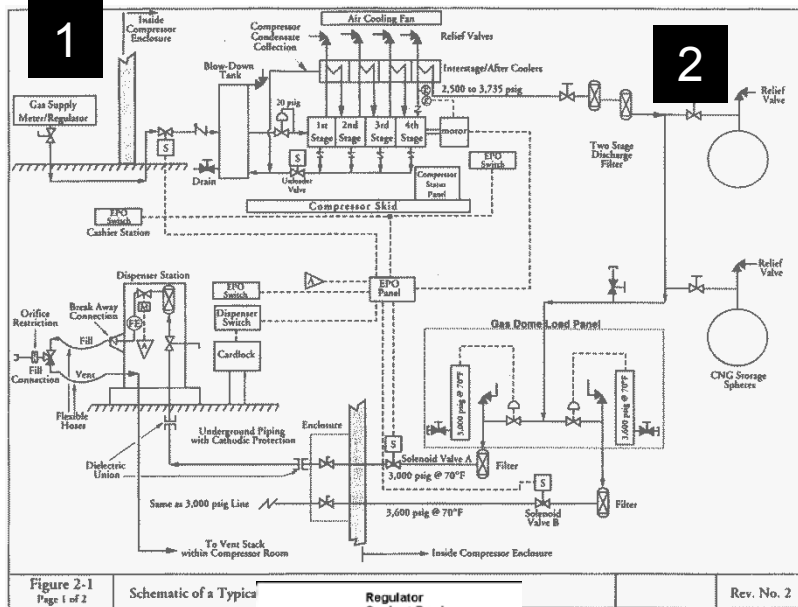 1
2
Inside
Compressor
Enclosure
Compressor
Condensate
Collection
Air Cooling Fan
Relief Valves
Blow-Down
Tank
Interstage/After Coolers
2,500 to 3,735 psig
Relief
Valve
Gas Supply
Meter/Regulator
20 psig
1st
Stage
2nd
Stage
3rd
Stage
4th
Stage
motor
S
S
Two Stage
Discharge
Filter
Drain
Unloader
Valve
Compressor
Status
Panel
EPO
Switch
Compressor Skid
EPO
Switch
Cashier Station
Dispenser Station
EPO
Switch
A
EPO
Panel
Relief
Valve
Break Away
Connection
Orifice
Restriction
Fill
M
FE
A
Dispenser
Switch
Gas Dome Load Panel
Cardlock
Fill
Connection
Vent
3,000 psig @ 70°F
3,600 psig @ 70°F
CNG Storage
Spheres
Flexible
Hoses
Underground Piping
with Cathodic Protection
Enclosure
Dielectric
Union
S
Solenoid Valve A
3,000 psig @ 70°F
Filter
S
Same as 3,000 psig Line
3,600 psig @ 70°F
Solenoid
Valve B
Filter
To Vent Stack
within Compressor Room
Inside Compressor Enclosure
Figure 2-1
Page 1 of 2
Schematic of a Typica
Regulator
Rev. No. 2